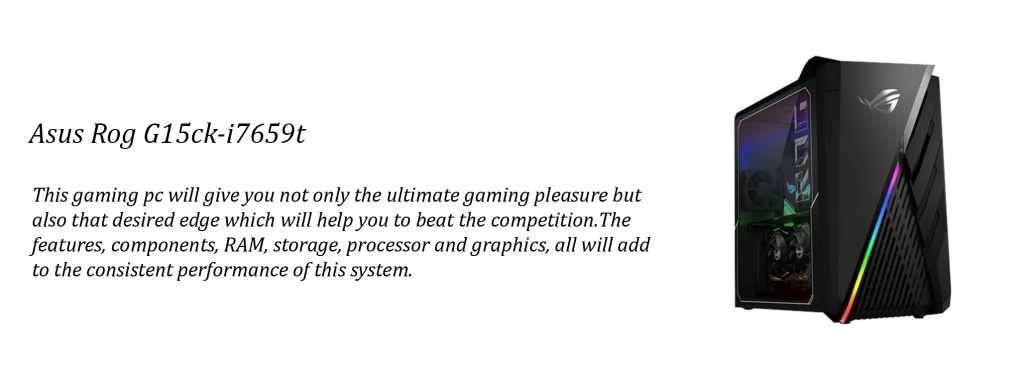 Asus Rog G15ck-i7659t
This gaming pc will give you not only the ultimate gaming pleasure but
also that desired edge which will help you to beat the competition.The
features, components, RAM, storage, processor and graphics, all will add
to the consistent performance of this system.